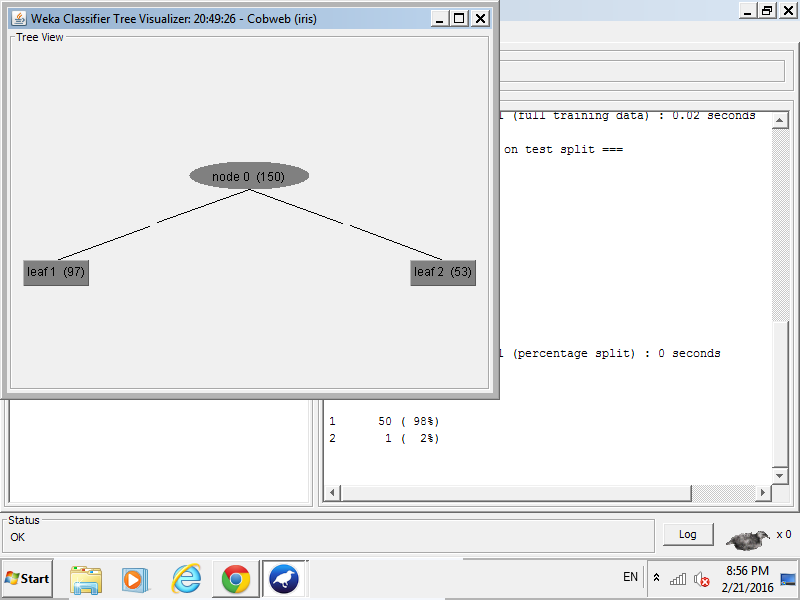 Weka Classifier Tree Visualizer: 20:49:26 - Cobweb (iris)
Tree View
node 0 (150)
leaf 1 (97)
leaf 2 (53)
(full training data) : 0.02 seconds
on test split ===
(percentage split) : 0 seconds
1 50 ( 98%)
2 1 ( 2%)
Status
OK
Log
x 0
Start
EN
8:56 PM
2/21/2016